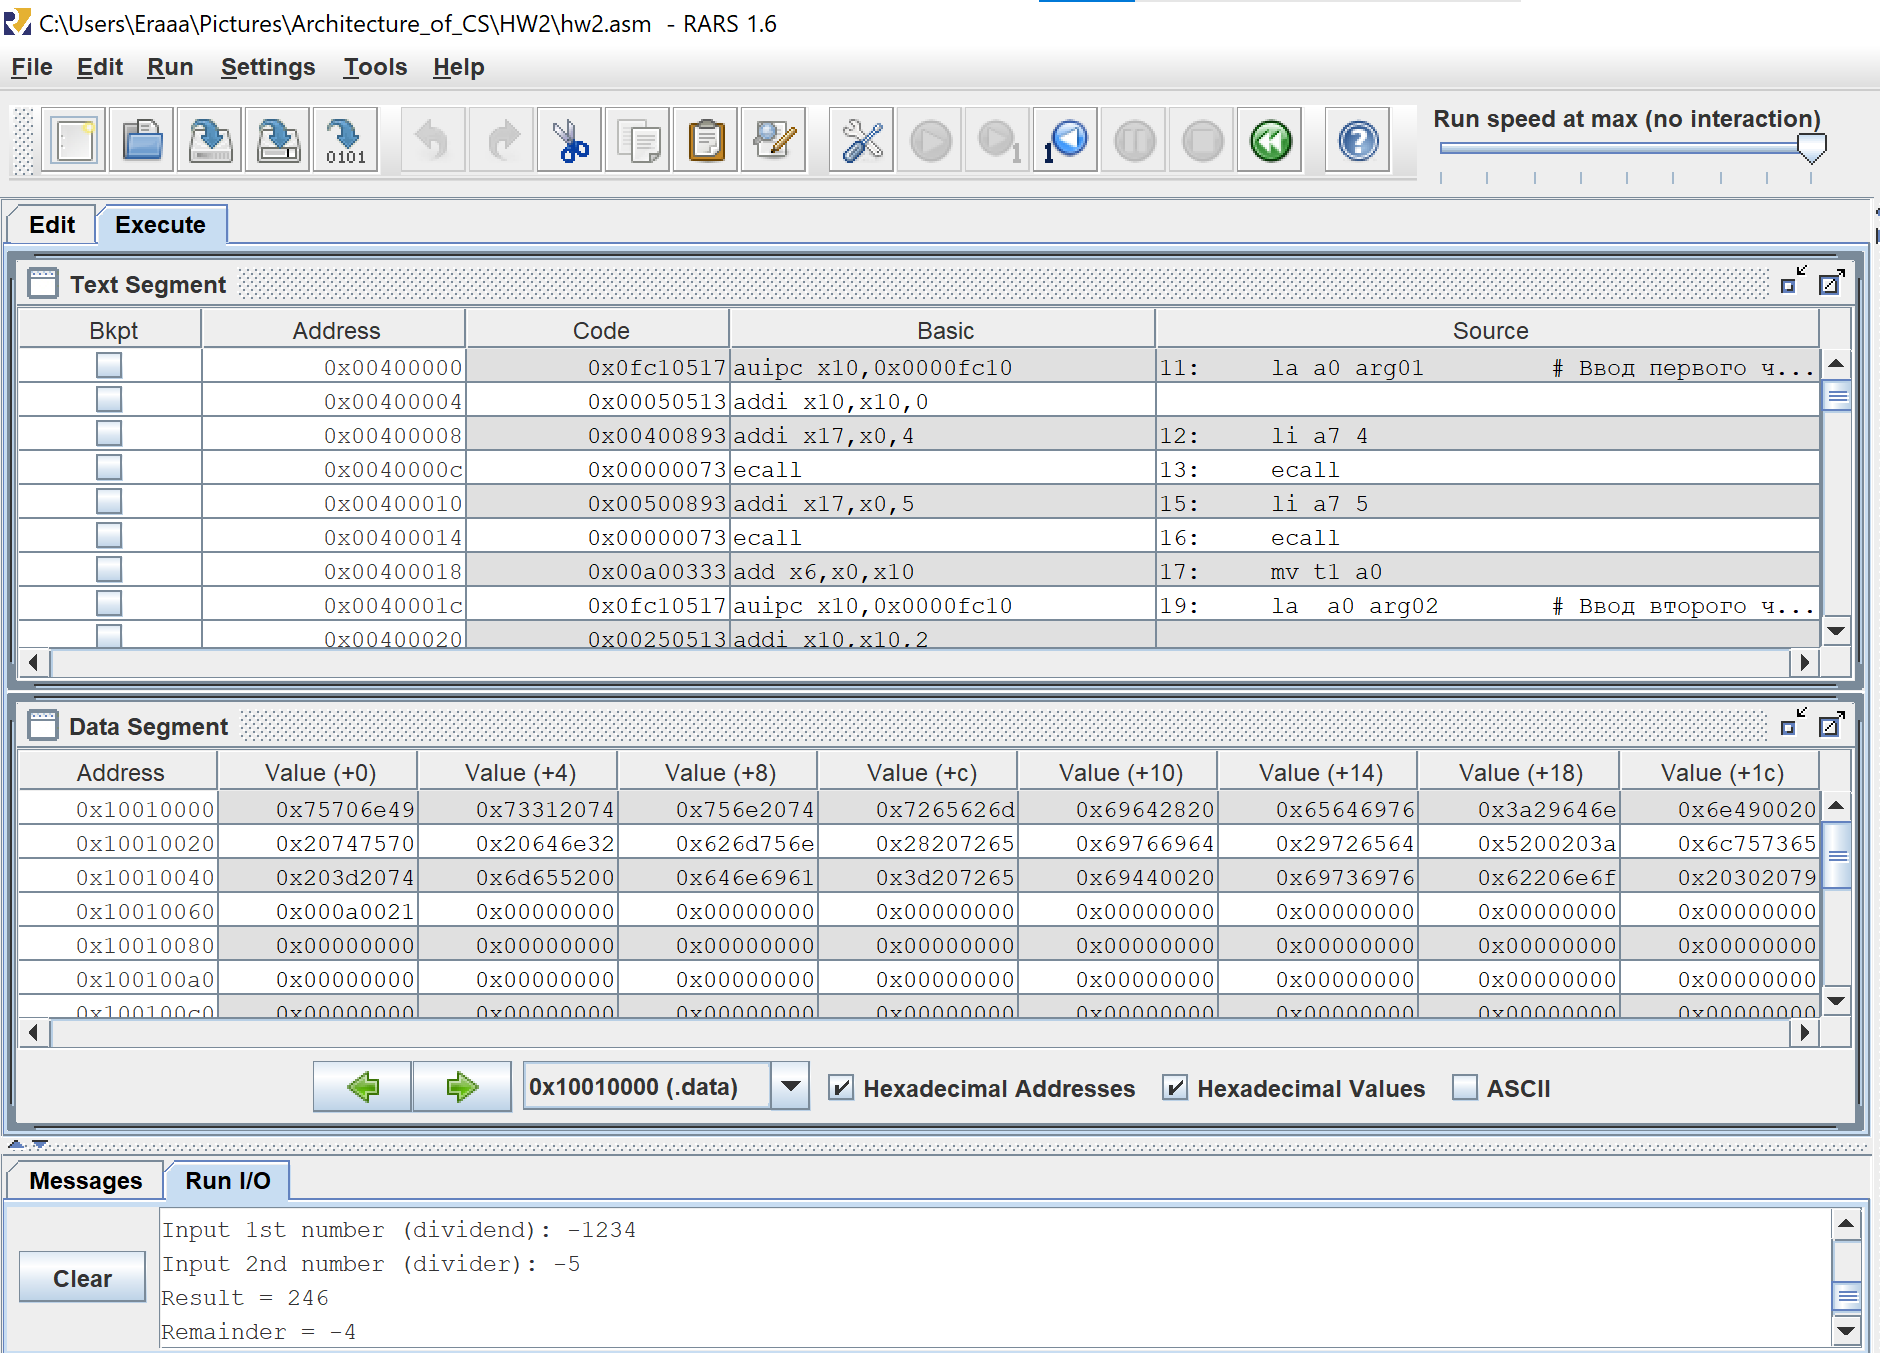 C:\Users\Eraaa\Pictures\Architecture_of_CS\HW2\hw2.asm - RARS 1.6
File Edit Run Settings Tools Help
Run speed at max (no interaction)
Edit Execute
Text Segment
Bkpt Address Code Basic Source
0x00400000 0x0fc10517 auipc x10,0x0000fc10 11: la a0 arg01 # Ввод первого ч...
0x00400004 0x00050513 addi x10,x10,0
0x00400008 0x00400893 addi x17,x0,4 12: li a7 4
0x0040000c 0x00000073 ecall 13: ecall
0x00400010 0x00500893 addi x17,x0,5 15: li a7 5
0x00400014 0x00000073 ecall 16: ecall
0x00400018 0x00a00333 add x6,x0,x10 17: mv t1 a0
0x0040001c 0x0fc10517 auipc x10,0x0000fc10 19: la a0 arg02 # Ввод второго ч...
0x00400020 0x00250513 addi x10,x10,2
Data Segment
Address Value (+0) Value (+4) Value (+8) Value (+c) Value (+10) Value (+14) Value (+18) Value (+1c)
0x10010000 0x75706e49 0x73312074 0x756e2074 0x7265626d 0x69642820 0x65646976 0x3a29646e 0x6e490020
0x10010020 0x20747570 0x20646e32 0x626d756e 0x28207265 0x69766964 0x29726564 0x5200203a 0x6c757365
0x10010040 0x203d2074 0x6d655200 0x646e6961 0x3d207265 0x69440020 0x69736976 0x62206e6f 0x20302079
0x10010060 0x000a0021 0x00000000 0x00000000 0x00000000 0x00000000 0x00000000 0x00000000 0x00000000
0x10010080 0x00000000 0x00000000 0x00000000 0x00000000 0x00000000 0x00000000 0x00000000 0x00000000
0x100100a0 0x00000000 0x00000000 0x00000000 0x00000000 0x00000000 0x00000000 0x00000000 0x00000000
0x100100c0 0x00000000 0x00000000 0x00000000 0x00000000 0x00000000 0x00000000 0x00000000 0x00000000
0x10010000 (.data) Hexadecimal Addresses Hexadecimal Values ASCII
Messages Run I/O
Clear
Input 1st number (dividend): -1234
Input 2nd number (divider): -5
Result = 246
Remainder = -4